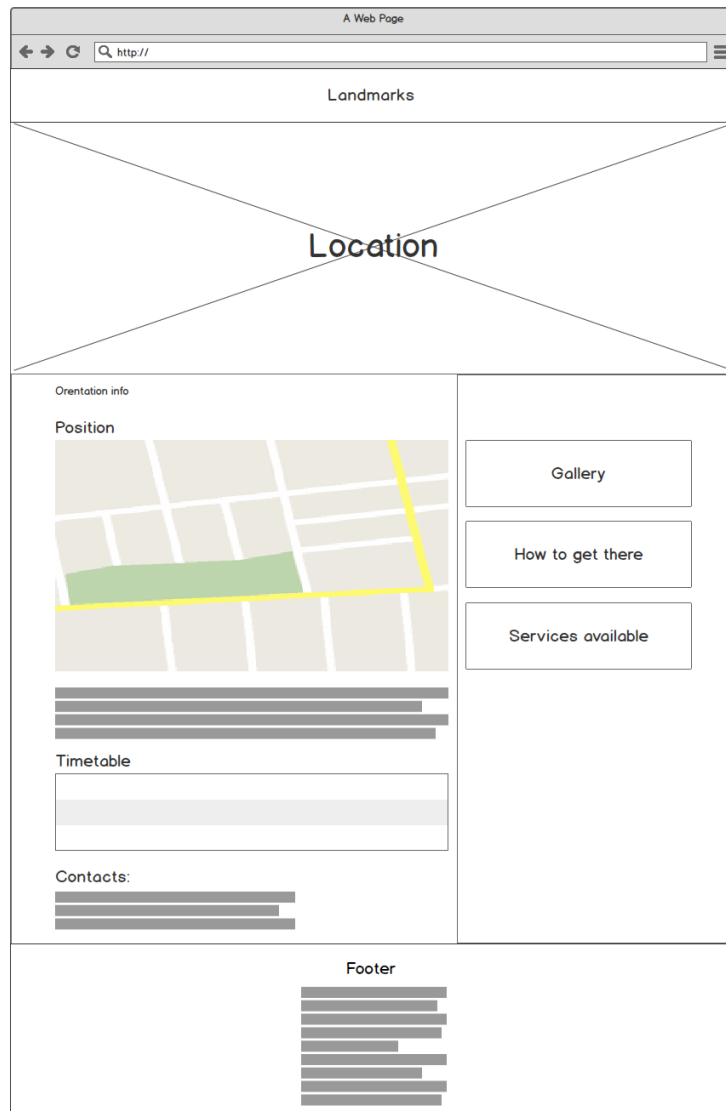 A Web Page
http://
Landmarks
Location
Orentation info
Position
Gallery
How to get there
Services available
Timetable
Contacts:
Footer